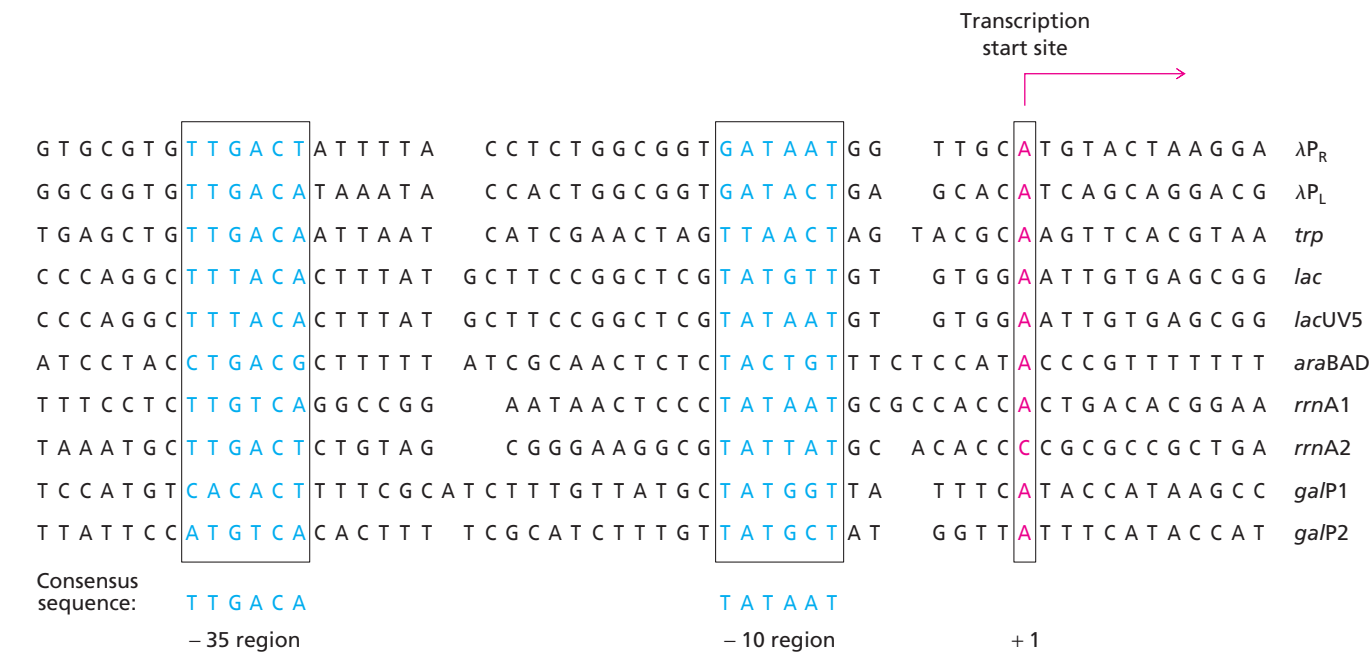 Transcription
start site
GTGCGTGTTGACTATTTTA CCTCTGGCGGTGATAATGG TTGCATGTACTAAGGA λPR
GGCGGTGTTGACATAAATA CCACTGGCGGTGATACTGA GCACATCAGCAGGACG λPL
TGAGCTGTTGACAATTAAT CATCGAACTAGTTAACTAG TACGCAAGTTCACGTAA trp
CCCAGGCTTTACACTTTAT GCTTCCGGCTCGTATGTTGT GTGGAATTGTGAGCGG lac
CCCAGGCTTTACACTTTAT GCTTCCGGCTCGTATAATGT GTGGAATTGTGAGCGG lacUV5
ATCCTACCTGACGCTTTTT ATCGCAACTCTCTACTGTTTCTCCATACCCGTTTTTTT araBAD
TTTCCTCTTGTCAGGCCGG AATAACTCCCTATAATGCGCCACCACTGACACGGAA rrnA1
TAAATGCTTGACTCTGTAG CGGGAAGGCGTATTATGC ACACCCCGCGCCGCTGA rrnA2
TCCATGTCACACTTTTCGCATCTTTGTTATGCTATGGTTA TTTCATACCATAAGCC galP1
TTATTCCATGTCACACTTT TCGCATCTTTGTTATGCTAT GGTTATTTCATACCAT galP2
Consensus
sequence: TTGACA TATAAT
– 35 region – 10 region + 1